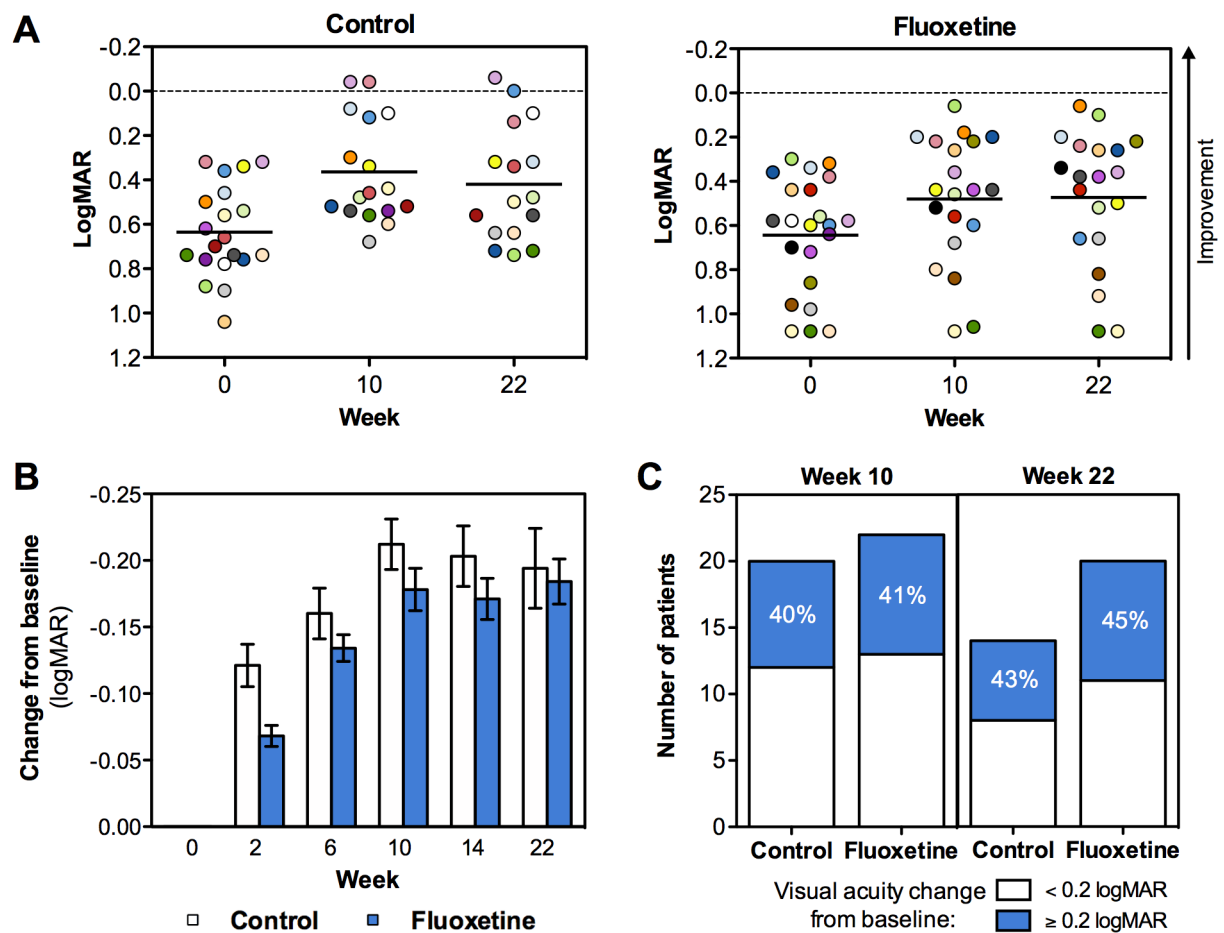 A
Control
Fluoxetine
-0.2
0.0
0.2
0.4
0.6
0.8
1.0
1.2
LogMAR
0
10
22
Week
-0.2
0.0
0.2
0.4
0.6
0.8
1.0
1.2
LogMAR
0
10
22
Week
Improvement
B
-0.25
-0.20
-0.15
-0.10
-0.05
0.00
Change from baseline
(logMAR)
0
2
6
10
14
22
Week
Control
Fluoxetine
C
Week 10
Week 22
25
20
15
10
5
0
Number of patients
40%
41%
43%
45%
Control
Fluoxetine
Control
Fluoxetine
Visual acuity change
from baseline:
< 0.2 logMAR
≥ 0.2 logMAR